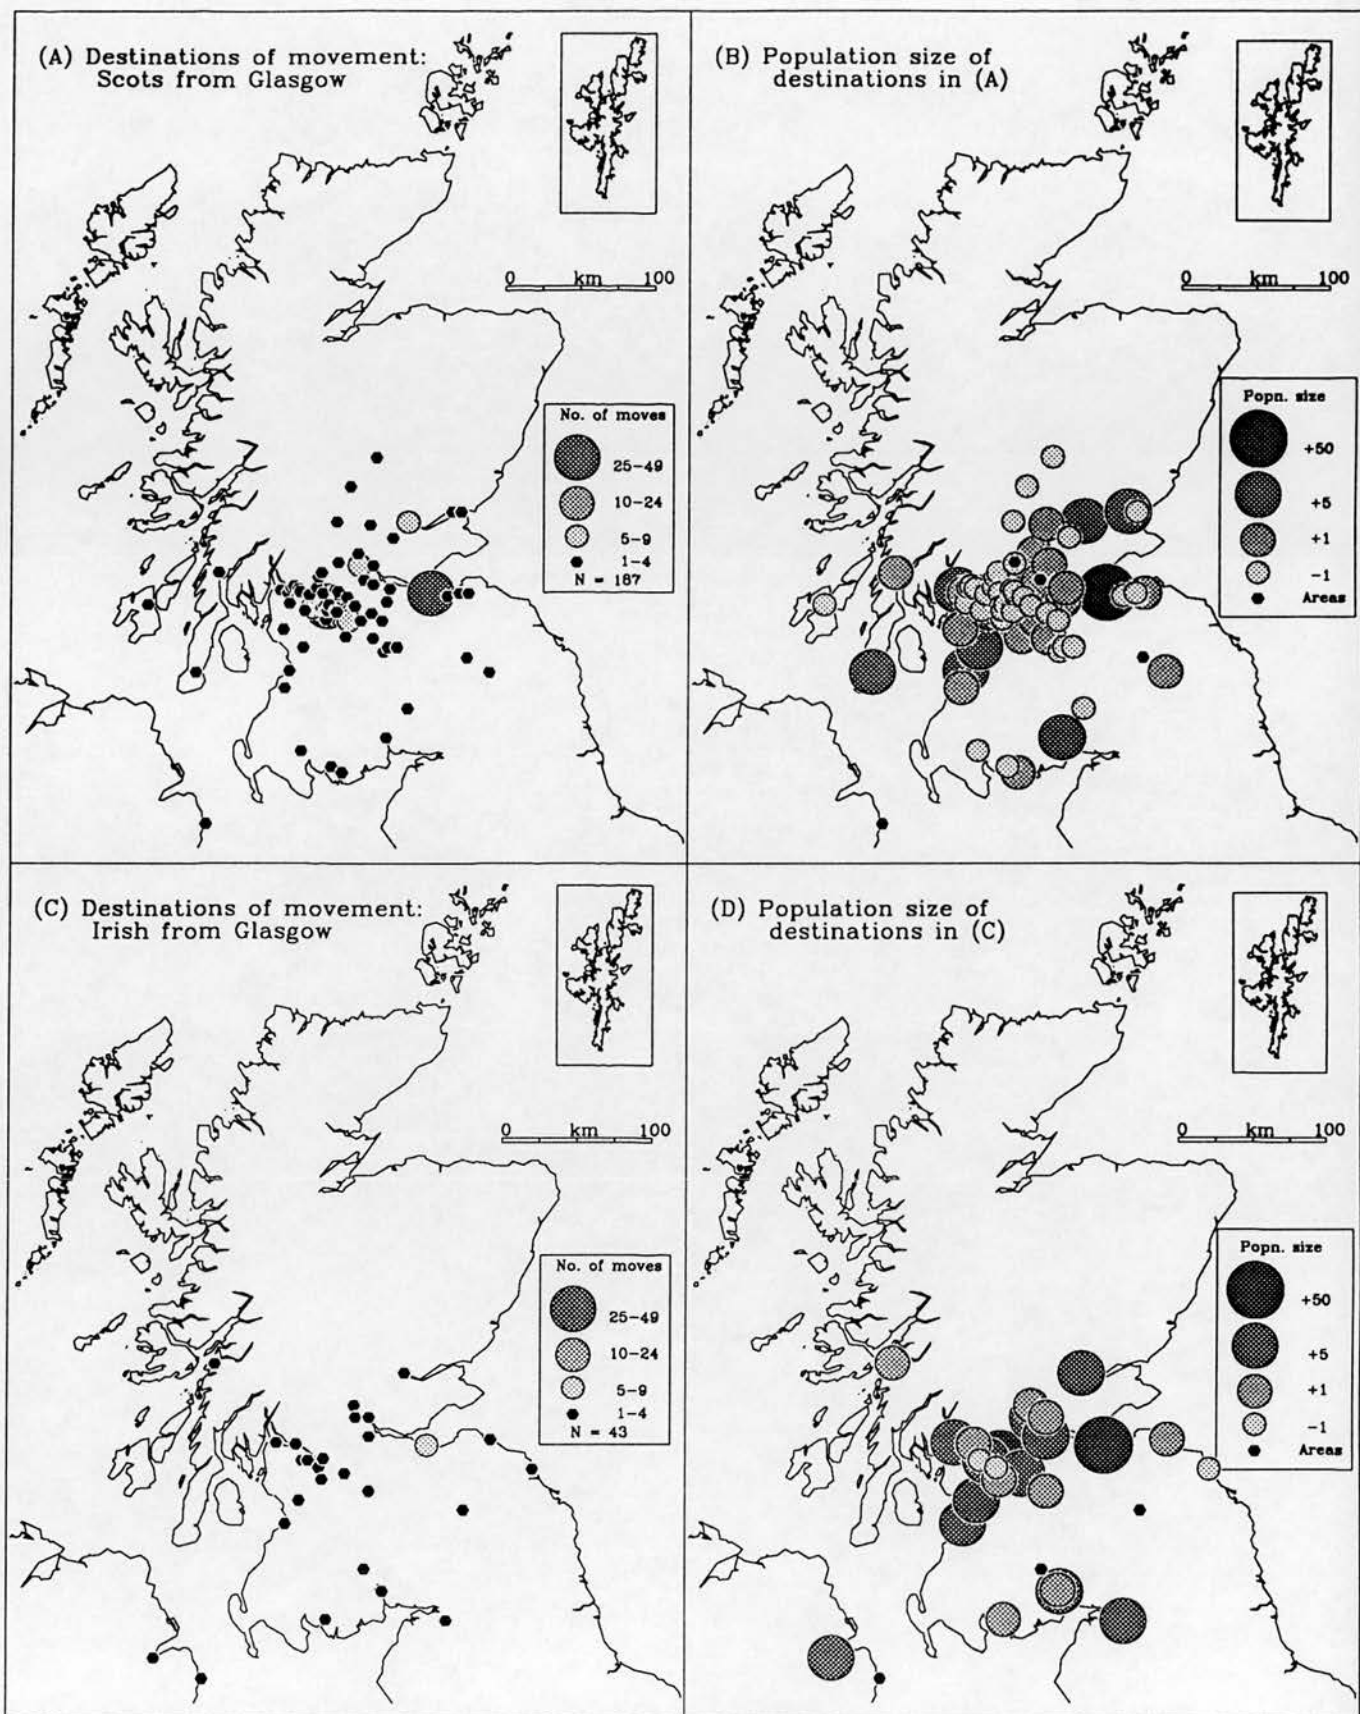 (A) Destinations of movement:
Scots from Glasgow
0 km 100
No. of moves
25-49
10-24
5-9
1-4
N = 187
(B) Population size of
destinations in (A)
0 km 100
Popn. size
+50
+5
+1
-1
Areas
(C) Destinations of movement:
Irish from Glasgow
0 km 100
No. of moves
25-49
10-24
5-9
1-4
N = 43
(D) Population size of
destinations in (C)
0 km 100
Popn. size
+50
+5
+1
-1
Areas